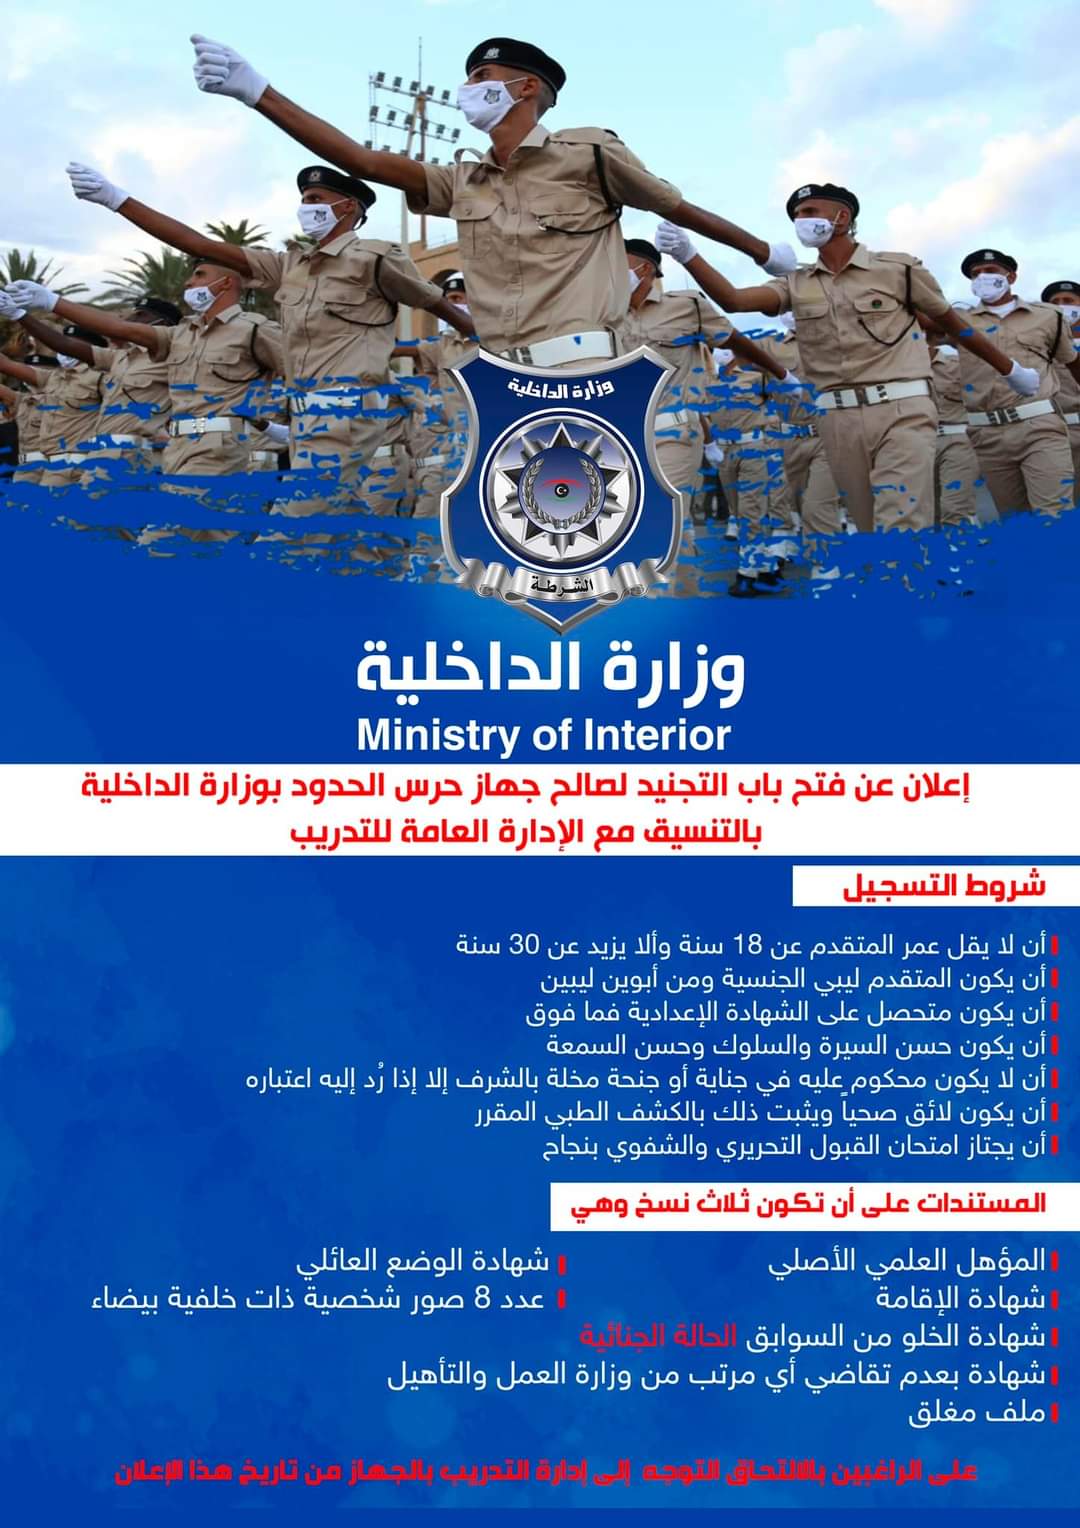 وزارة الداخلية
الشرطة
وزارة الداخلية
Ministry of Interior
إعلان عن فتح باب التجنيد لصالح جهاز حرس الحدود بوزارة الداخلية
بالتنسيق مع الإدارة العامة للتدريب
شروط التسجيل
أن لا يقل عمر المتقدم عن 18 سنة وألا يزيد عن 30 سنة
أن يكون المتقدم ليبي الجنسية ومن أبوين ليبين
أن يكون متحصل على الشهادة الإعدادية فما فوق
أن يكون حسن السيرة والسلوك وحسن السمعة
أن لا يكون محكوم عليه في جناية أو جنحة مخلة بالشرف إلا إذا رُد إليه اعتباره
أن يكون لائق صحياً ويثبت ذلك بالكشف الطبي المقرر
أن يجتاز امتحان القبول التحريري والشفوي بنجاح
المستندات على أن تكون ثلاث نسخ وهي
المؤهل العلمي الأصلي
شهادة الوضع العائلي
شهادة الإقامة
عدد 8 صور شخصية ذات خلفية بيضاء
شهادة الخلو من السوابق الحالة الجنائية
شهادة بعدم تقاضي أي مرتب من وزارة العمل والتأهيل
ملف مغلق
على الراغبين بالالتحاق التوجه إلى إدارة التدريب بالجهاز من تاريخ هذا الإعلان